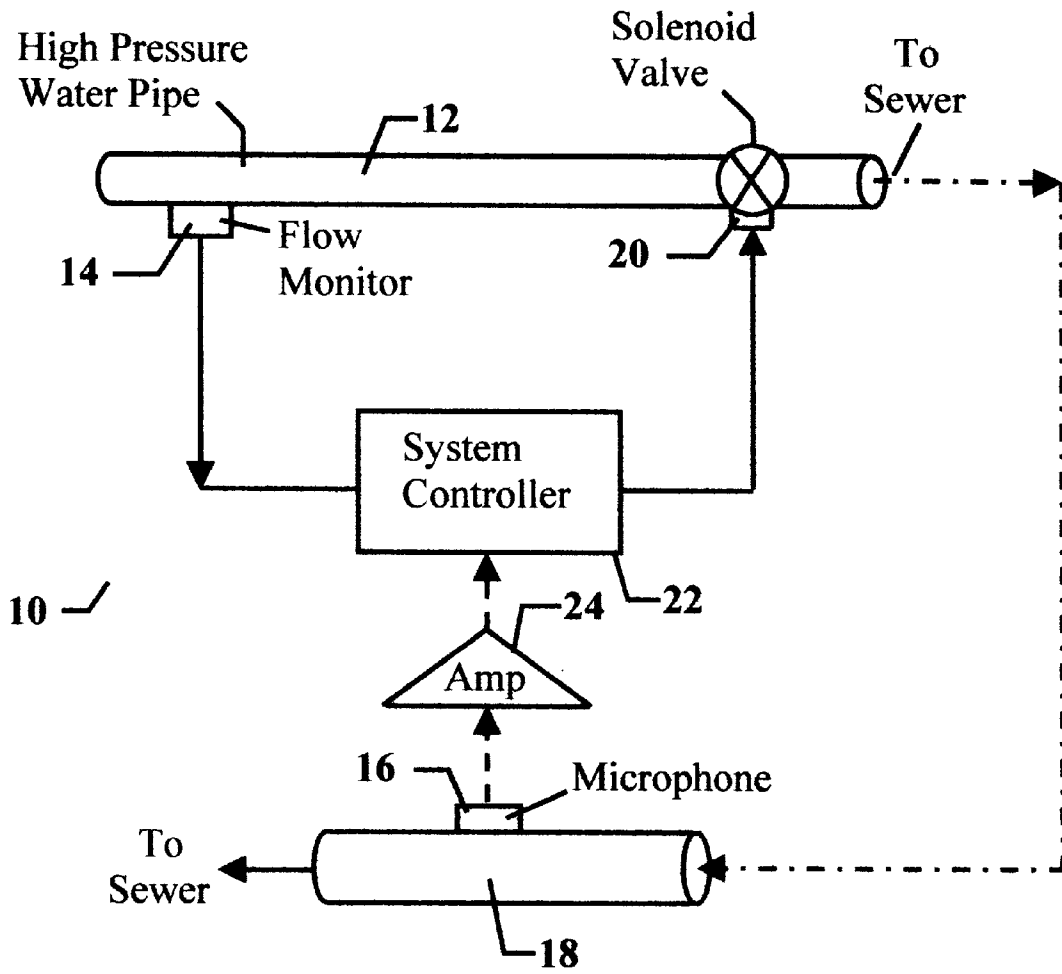 High Pressure
Water Pipe
12
Solenoid
Valve
To
Sewer
14
Flow
Monitor
20
System
Controller
10
22
24
Amp
16
Microphone
To
Sewer
18